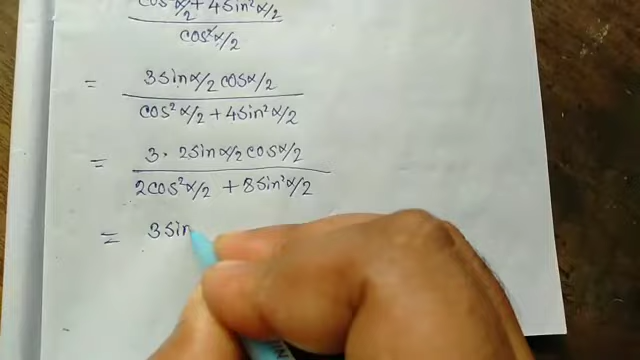 cos²α/2 + 4sin²α/2
cos²α/2
= 3sinα/2 cosα/2
cos²α/2 + 4sin²α/2
= 3. 2sinα/2 cosα/2
2cos²α/2 + 8sin²α/2
= 3sin